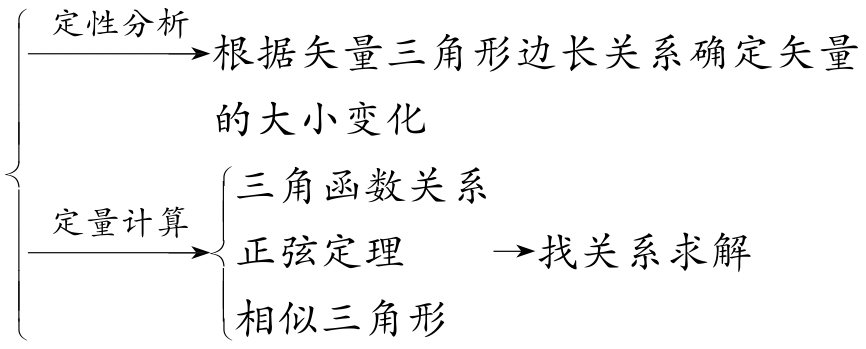 定性分析
根据矢量三角形边长关系确定矢量
的大小变化
定量计算
三角函数关系
正弦定理
相似三角形
→找关系求解